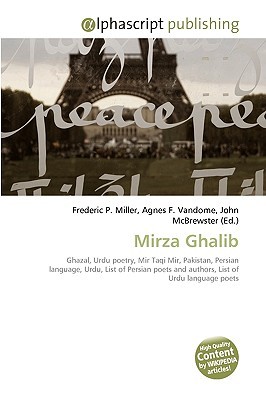 alphascript publishing
peace
peace
Frederic P. Miller, Agnes F. Vandome, John
McBrewster (Ed.)
Mirza Ghalib
Ghazal, Urdu poetry, Mir Taqi Mir, Pakistan, Persian
language, Urdu, List of Persian poets and authors, List of
Urdu language poets
High Quality
Content
by WIKIPEDIA
articles!